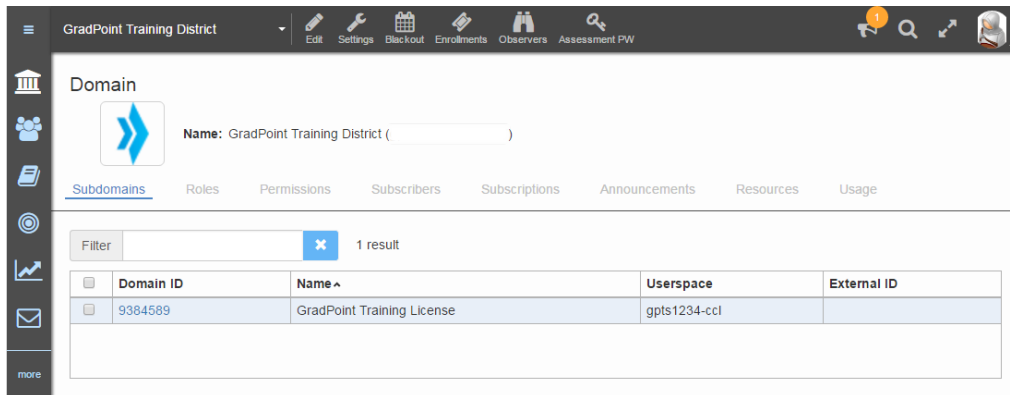 GradPoint Training District
Edit Settings Blackout Enrollments Observers Assessment PW
1
Domain
Name: GradPoint Training District ( )
Subdomains Roles Permissions Subscribers Subscriptions Announcements Resources Usage
Filter 1 result
Domain ID Name Userspace External ID
9384589 GradPoint Training License gpts1234-ccl
more